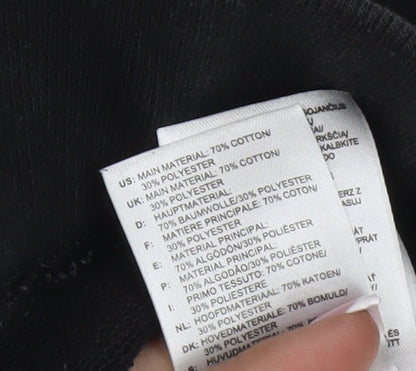 US: MAIN MATERIAL: 70% COTTON/
30% POLYESTER
UK: MAIN MATERIAL: 70% COTTON/
30% POLYESTER
D: HAUPTMATERIAL:
70% BAUMWOLLE/30% POLYESTER
F: MATIERE PRINCIPALE: 70% COTON/
30% POLYESTER
E: MATERIAL PRINCIPAL:
70% ALGODÓN/30% POLIÉSTER
P: MATERIAL PRINCIPAL:
70% ALGODÃO/30% POLIÉSTER
I: PRIMO TESSUTO: 70% COTONE/
30% POLIESTERE
NL: HOOFDMATERIAAL: 70% KATOEN/
30% POLYESTER
DK: HOVEDMATERIALE: 70% BOMULD/
30% POLYESTER
S: HUVUDMATERIAL: 70%